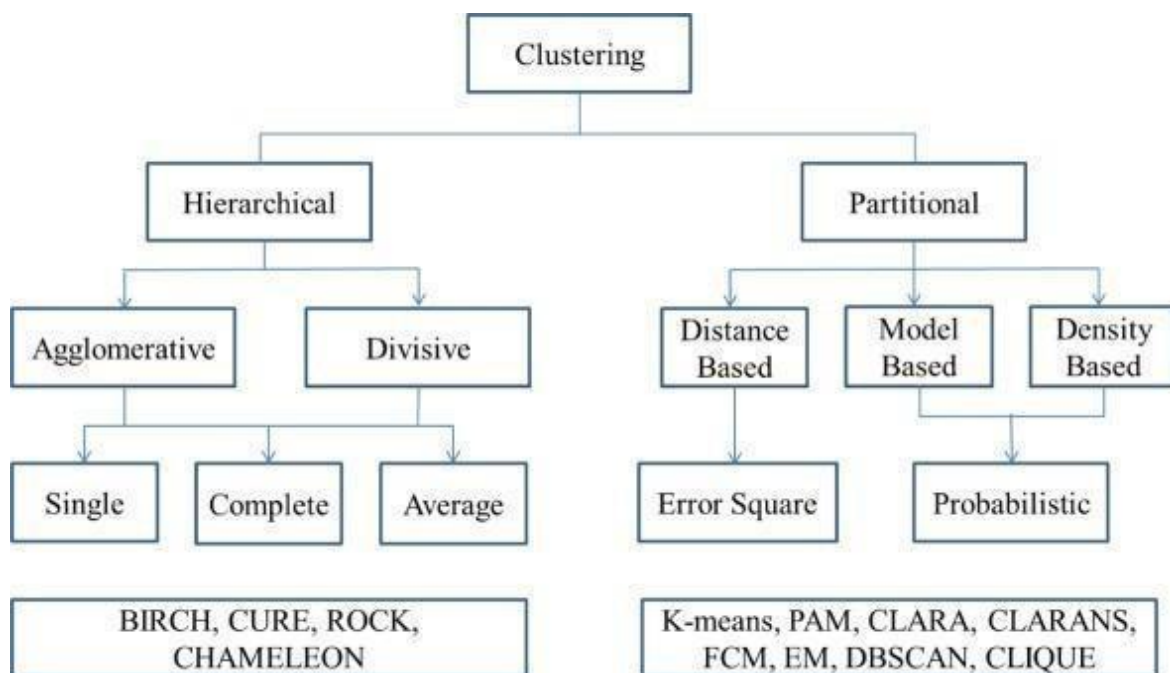 Clustering
Hierarchical
Partitional
Agglomerative
Divisive
Distance
Based
Model
Based
Density
Based
Single
Complete
Average
Error Square
Probabilistic
BIRCH, CURE, ROCK,
CHAMELEON
K-means, PAM, CLARA, CLARANS,
FCM, EM, DBSCAN, CLIQUE